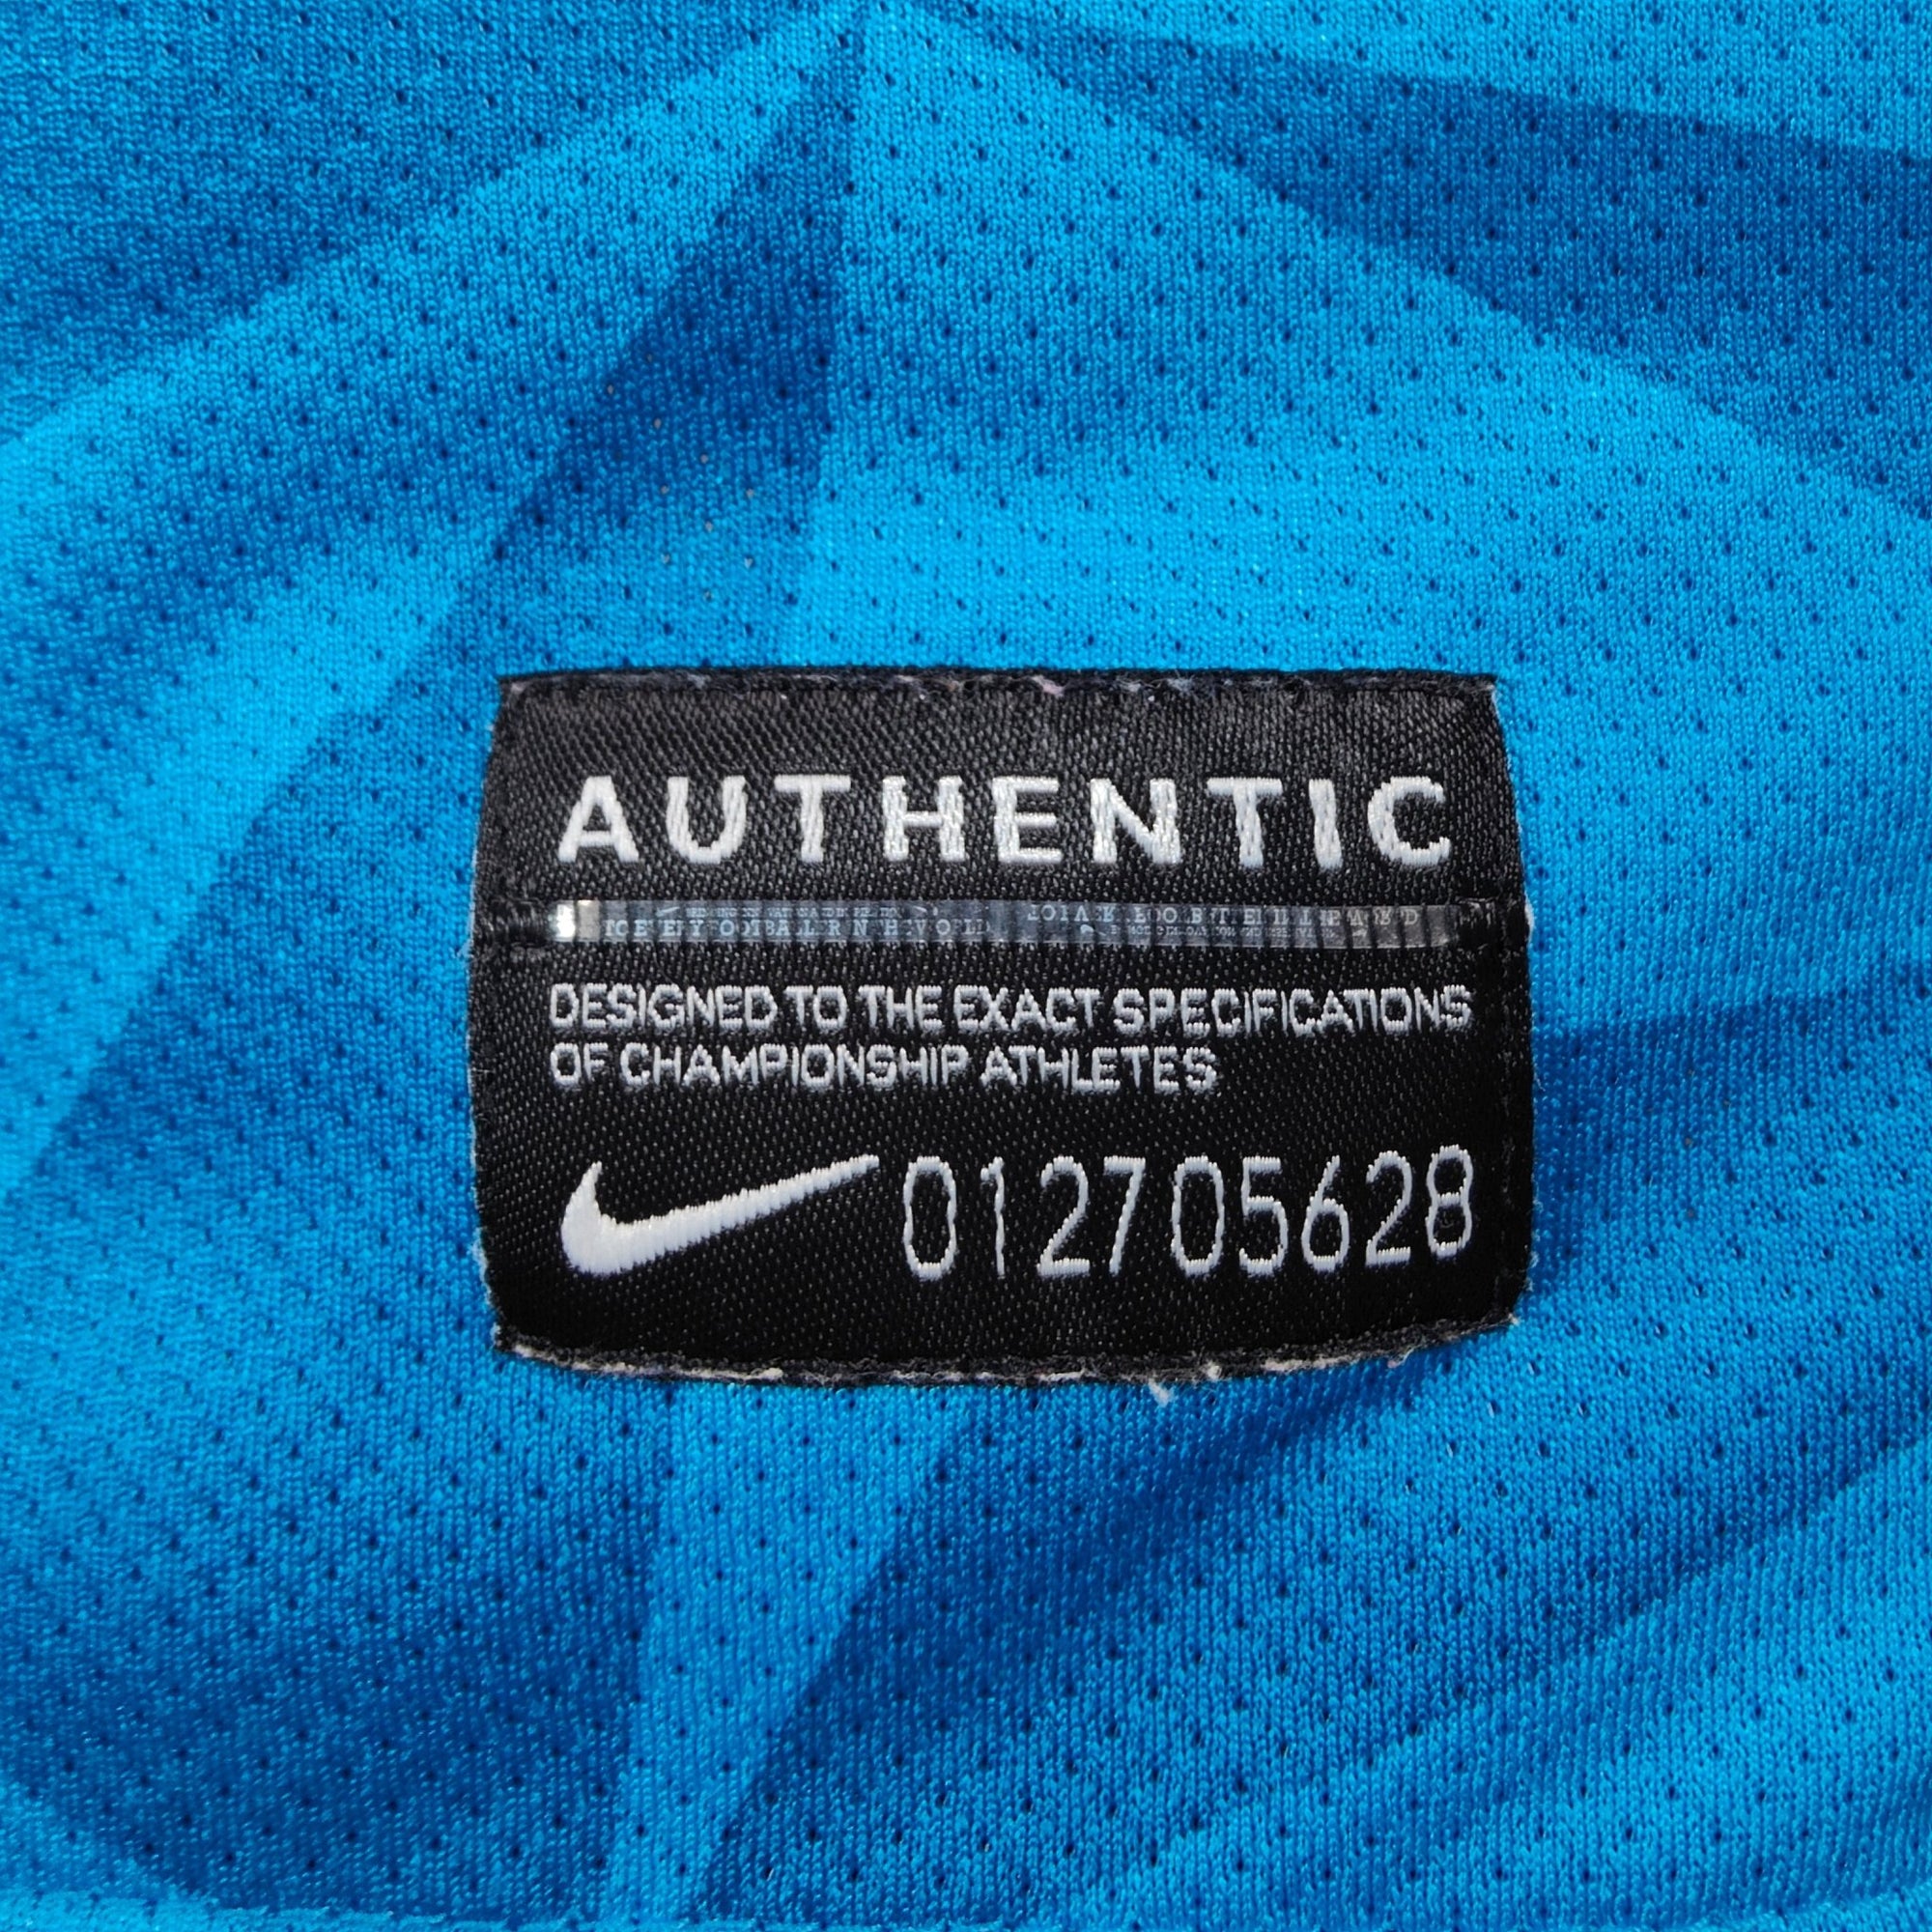 AUTHENTIC
DESIGNED TO THE EXACT SPECIFICATIONS
OF CHAMPIONSHIP ATHLETES
012705628